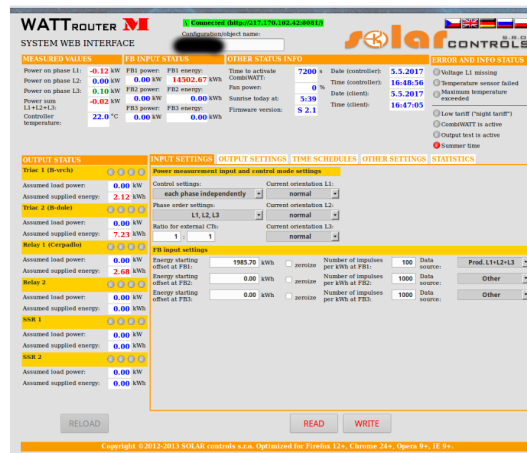 WATTROUTER M
SYSTEM WEB INTERFACE
\/ Connected (http://217.170.102.42:8081/)
Configuration/object name:
solar
s.r.o.
CONTROLS
MEASURED VALUES
Power on phase L1: -0.12 kW
Power on phase L2: 0.00 kW
Power on phase L3: 0.10 kW
Power sum L1+L2+L3: -0.02 kW
Controller temperature: 22.0 °C
FB INPUT STATUS
FB1 power: FB1 energy:
0.00 kW 14502.67 kWh
FB2 power: FB2 energy:
0.00 kW 0.00 kWh
FB3 power: FB3 energy:
0.00 kW 0.00 kWh
OTHER STATUS INFO
Time to activate CombiWATT: 7200 s
Fan power: 0 %
Sunrise today at: 5:39
Firmware version: S 2.1
Date (controller): 5.5.2017
Time (controller): 16:48:56
Date (client): 5.5.2017
Time (client): 16:47:05
ERROR AND INFO STATUS
Voltage L1 missing
Temperature sensor failed
Maximum temperature exceeded
Low tariff ("night tariff")
CombiWATT is active
Output test is active
Summer time
OUTPUT STATUS
Triac 1 (B-vrch)
Assumed load power: 0.00 kW
Assumed supplied energy: 2.12 kWh
Triac 2 (B-dole)
Assumed load power: 0.00 kW
Assumed supplied energy: 7.23 kWh
Relay 1 (Cerpadlo)
Assumed load power: 0.00 kW
Assumed supplied energy: 2.68 kWh
Relay 2
Assumed load power: 0.00 kW
Assumed supplied energy: 0.00 kWh
SSR 1
Assumed load power: 0.00 kW
Assumed supplied energy: 0.00 kWh
SSR 2
Assumed load power: 0.00 kW
Assumed supplied energy: 0.00 kWh
INPUT SETTINGS OUTPUT SETTINGS TIME SCHEDULES OTHER SETTINGS STATISTICS
Power measurement input and control mode settings
Control settings: Current orientation L1:
each phase independently normal
Phase order settings: Current orientation L2:
L1, L2, L3 normal
Ratio for external CTs: Current orientation L3:
1 : 1 normal
FB input settings
Energy starting offset at FB1: 1985.70 kWh zeroize Number of impulses per kWh at FB1: 100 Data source: Prod. L1+L2+L3
Energy starting offset at FB2: 0.00 kWh zeroize Number of impulses per kWh at FB2: 1000 Data source: Other
Energy starting offset at FB3: 0.00 kWh zeroize Number of impulses per kWh at FB3: 1000 Data source: Other
RELOAD READ WRITE
Copyright ©2012-2013 SOLAR controls s.r.o. Optimized for Firefox 12+, Chrome 24+, Opera 9+, IE 9+.